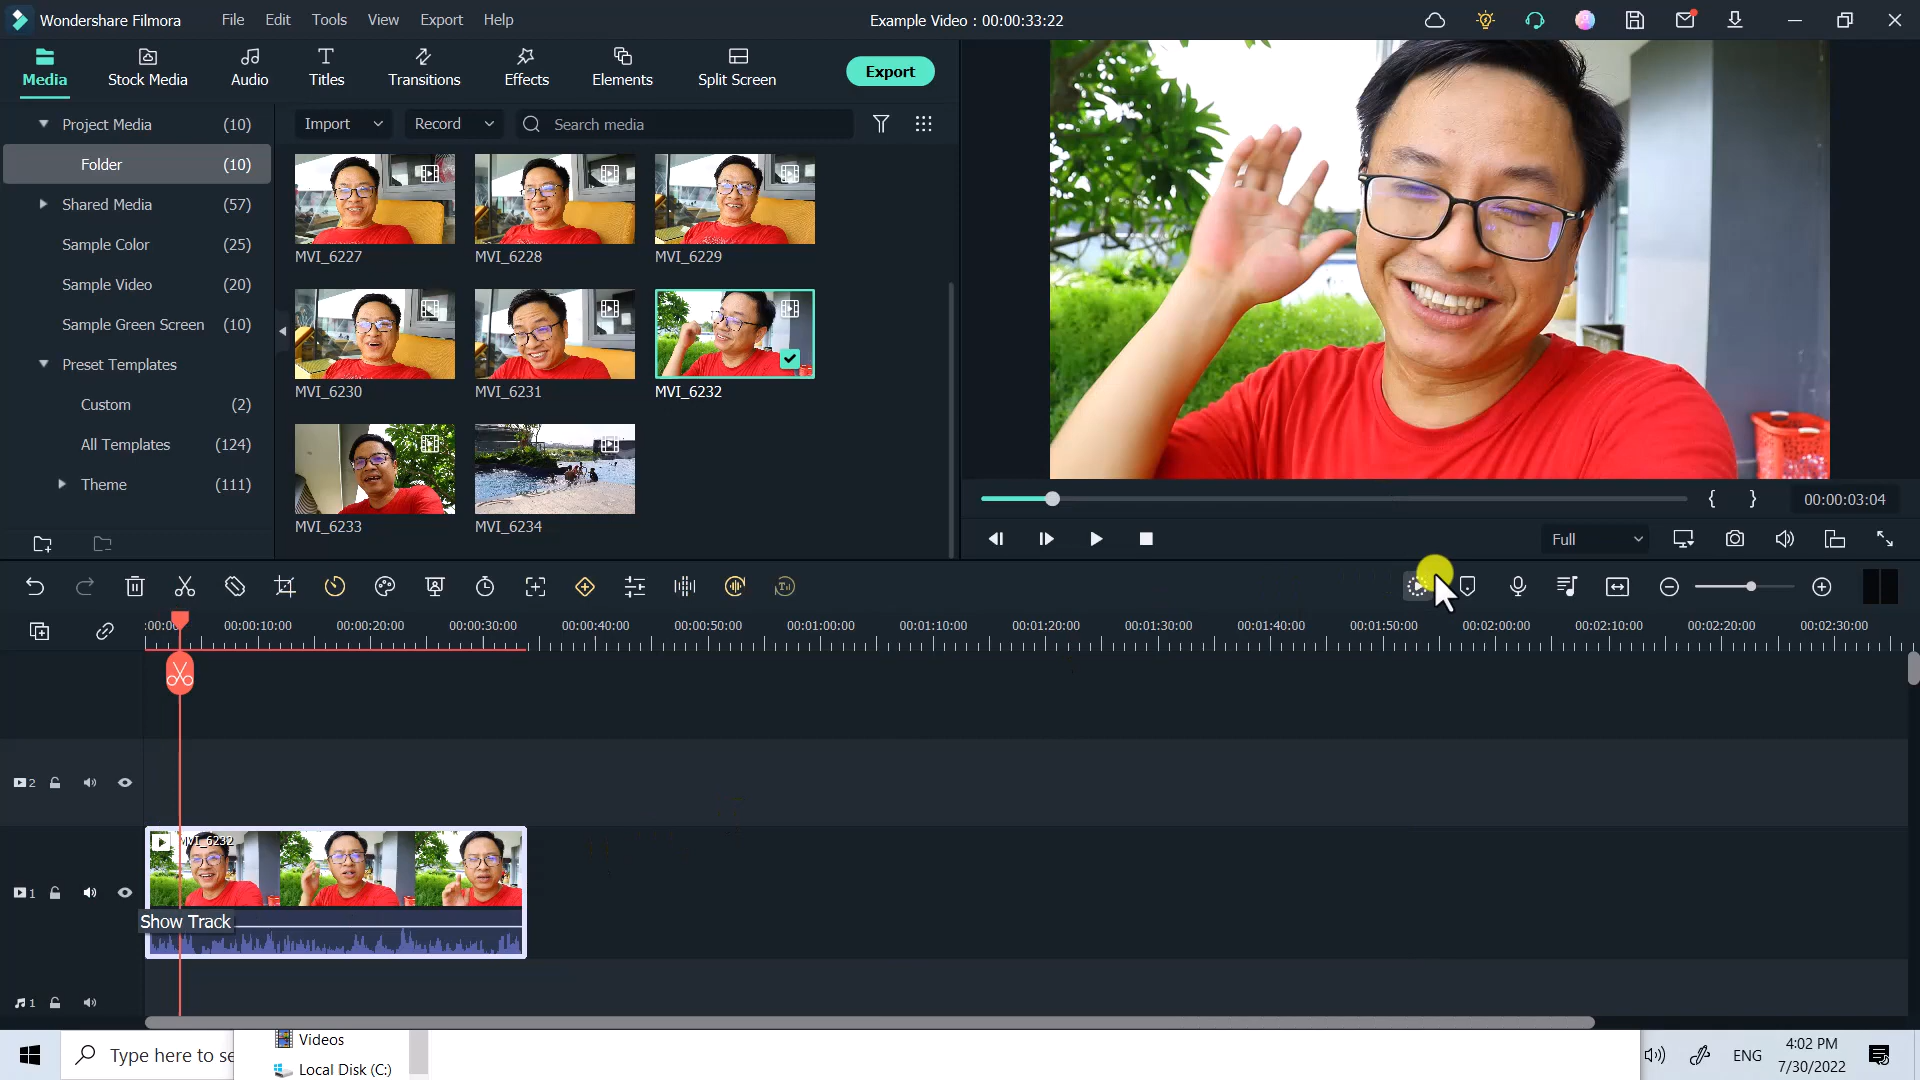 Wondershare Filmora File Edit Tools View Export Help Example Video : 00:00:33:22
Media Stock Media Audio Titles Transitions Effects Elements Split Screen Export
Project Media (10)
Folder (10)
Shared Media (57)
Sample Color (25)
Sample Video (20)
Sample Green Screen (10)
Preset Templates
Custom (2)
All Templates (124)
Theme (111)
Import Record Search media
MVI_6227 MVI_6228 MVI_6229
MVI_6230 MVI_6231 MVI_6232
MVI_6233 MVI_6234
{ } 00:00:03:04
Full
:00:00 00:00:10:00 00:00:20:00 00:00:30:00 00:00:40:00 00:00:50:00 00:01:00:00 00:01:10:00 00:01:20:00 00:01:30:00 00:01:40:00 00:01:50:00 00:02:00:00 00:02:10:00 00:02:20:00 00:02:30:00
2
MVI_6232
1
Show Track
1
Videos
Local Disk (C:)
Type here to se
ENG
4:02 PM
7/30/2022